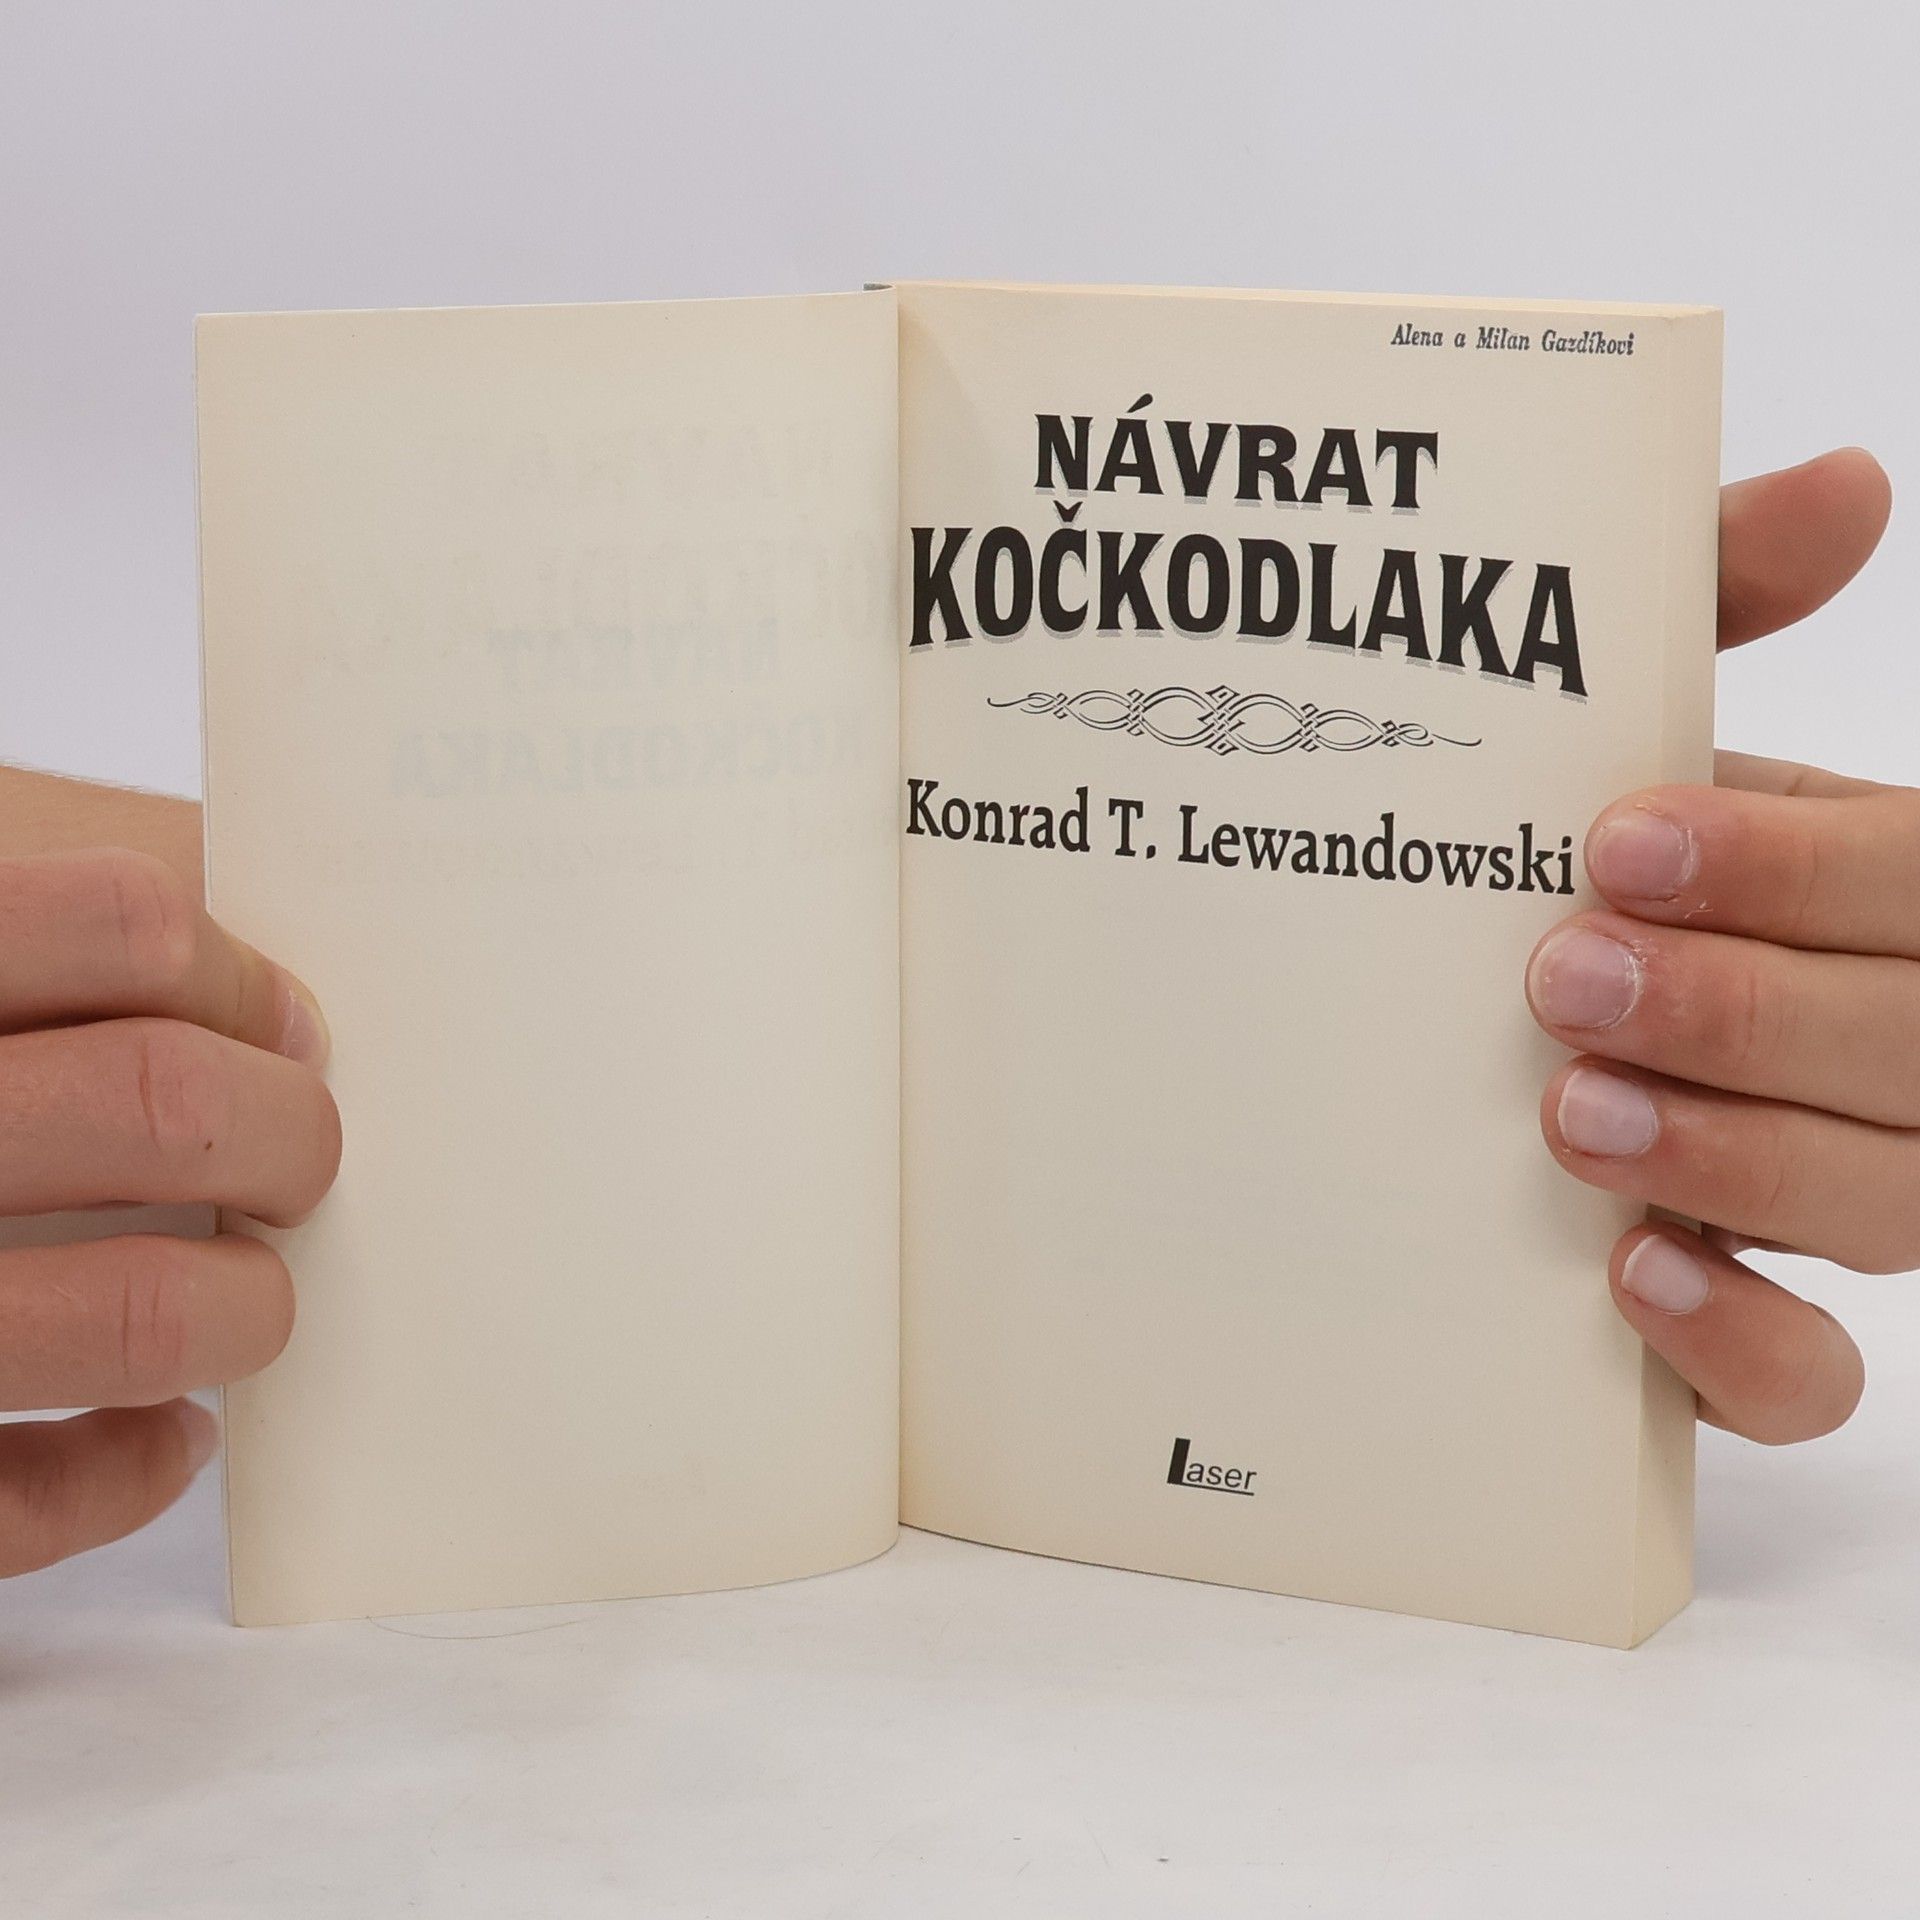 Alena a Milan Gazdíkovi
NÁVRAT
KOČKODLAKA
Konrad T. Lewandowski
Laser